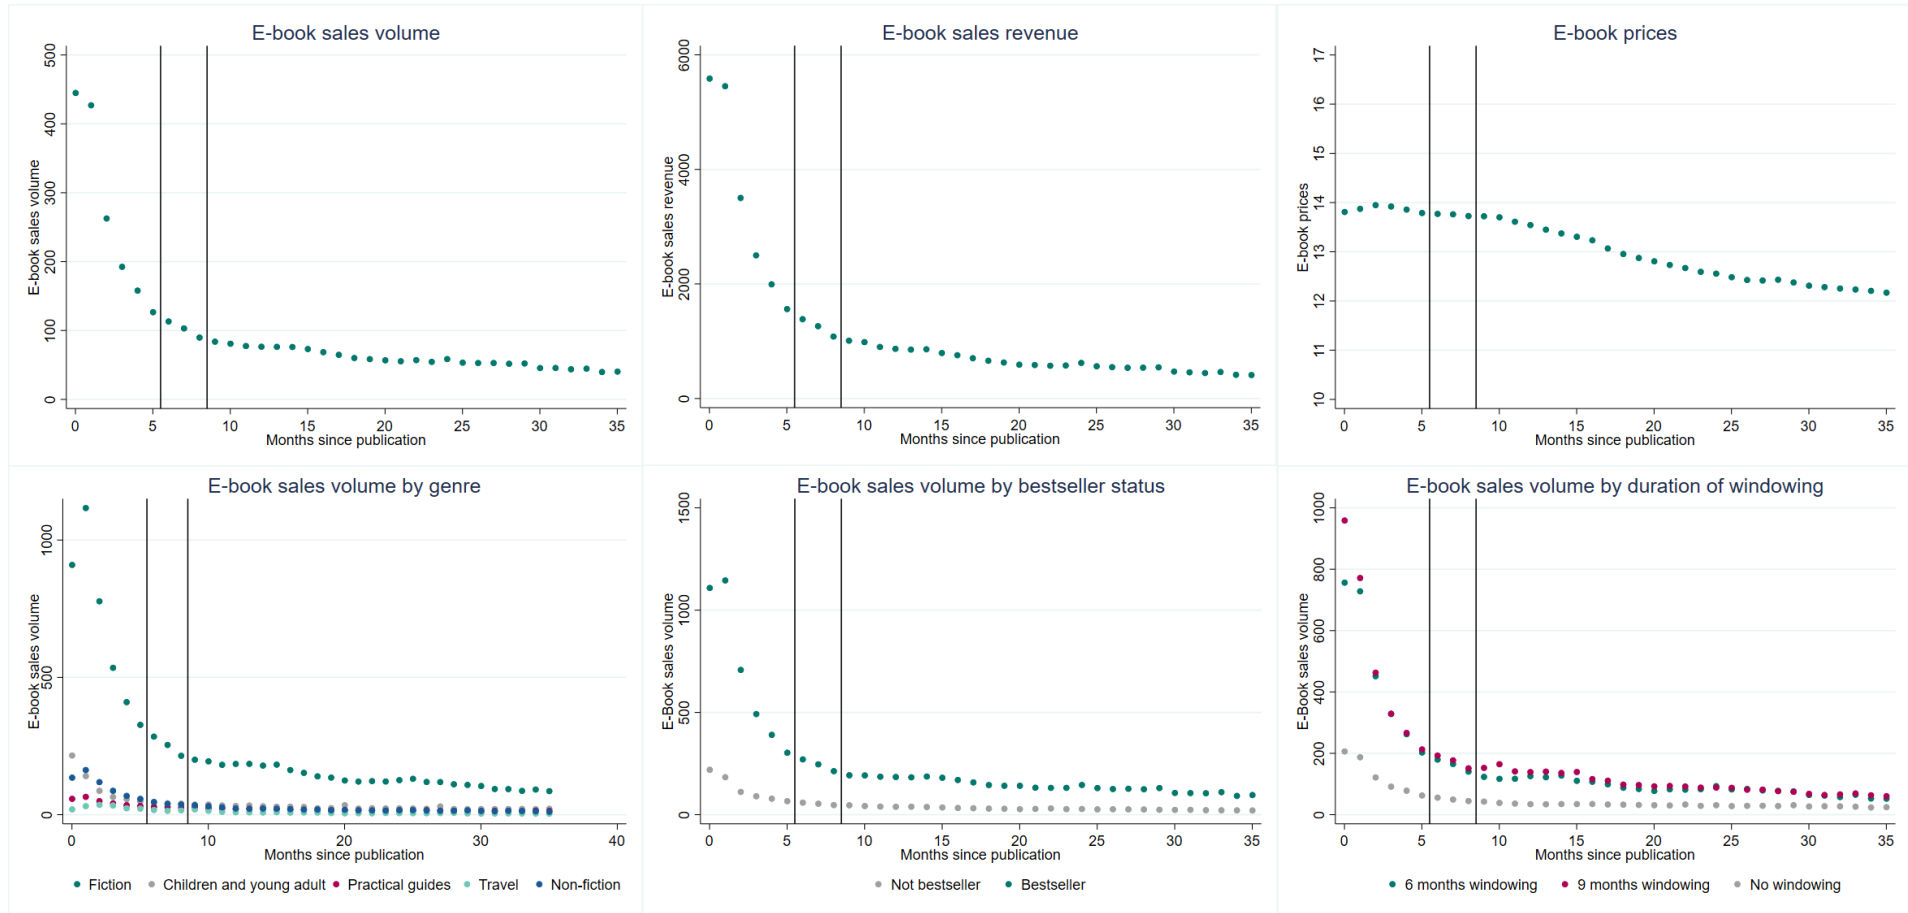 E-book sales volume
E-book sales volume
500
400
300
200
100
0
0 5 10 15 20 25 30 35
Months since publication
E-book sales revenue
E-book sales revenue
6000
4000
2000
0
0 5 10 15 20 25 30 35
Months since publication
E-book prices
E-book prices
17
16
15
14
13
12
11
10
0 5 10 15 20 25 30 35
Months since publication
E-book sales volume by genre
E-book sales volume
1000
500
0
0 10 20 30 40
Months since publication
Fiction Children and young adult Practical guides Travel Non-fiction
E-book sales volume by bestseller status
E-Book sales volume
1500
1000
500
0
0 5 10 15 20 25 30 35
Months since publication
Not bestseller Bestseller
E-book sales volume by duration of windowing
E-Book sales volume
1000
800
600
400
200
0
0 5 10 15 20 25 30 35
Months since publication
6 months windowing 9 months windowing No windowing